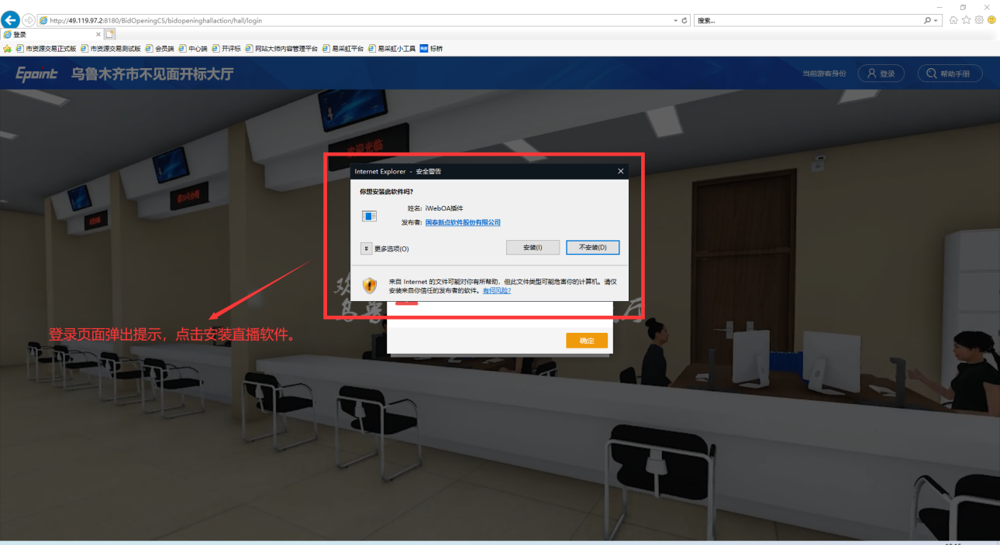 http://49.119.97.2:8180/BidOpeningCS/bidopeninghallaction/hall/login
搜索...
登录
市资源交易正式版 市资源交易测试版 会员端 中心端 开评标 网站大师内容管理平台 易采虹平台 易采虹小工具 标桥
Epoint 乌鲁木齐市不见面开标大厅
当前游客身份 登录 帮助手册
欢迎光临
Internet Explorer - 安全警告
你想安装此软件吗?
姓名: iWebOA插件
发布者: 国泰新点软件股份有限公司
更多选项(O) 安装(I) 不安装(D)
来自 Internet 的文件可能对你有所帮助，但此文件类型可能危害你的计算机。请仅
安装来自你信任的发布者的软件。有何风险?
登录页面弹出提示，点击安装直播软件。
确定